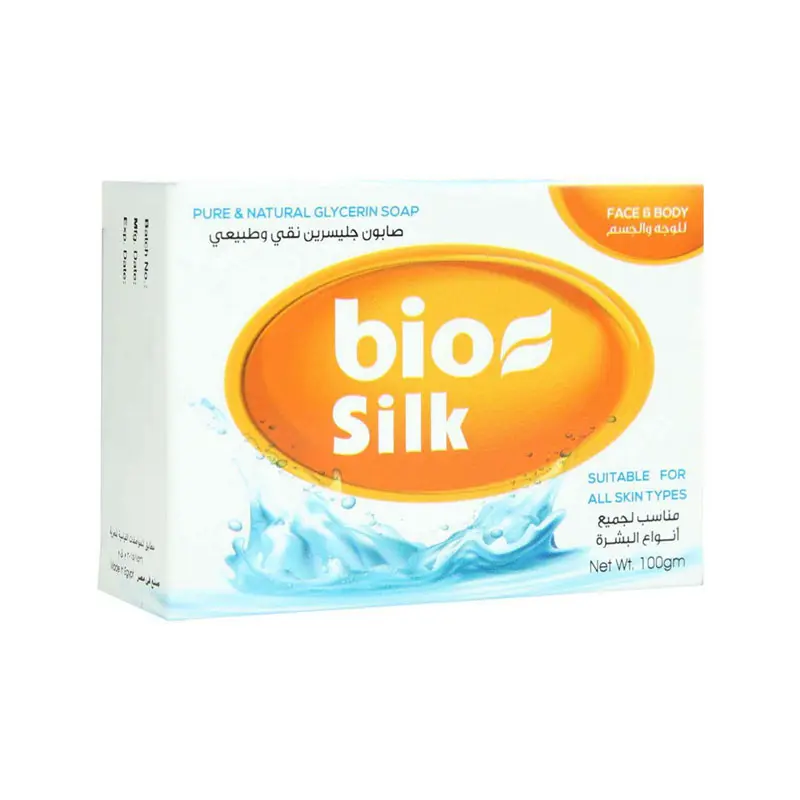 PURE & NATURAL GLYCERIN SOAP
صابون جليسرين نقي وطبيعي
FACE & BODY
للوجه والجسم
bio
Silk
SUITABLE FOR
ALL SKIN TYPES
مناسب لجميع
أنواع البشرة
Net Wt. 100gm
Batch No.:
Mfg Date:
Exp. Date:
Made in Egypt
صنع في مصر